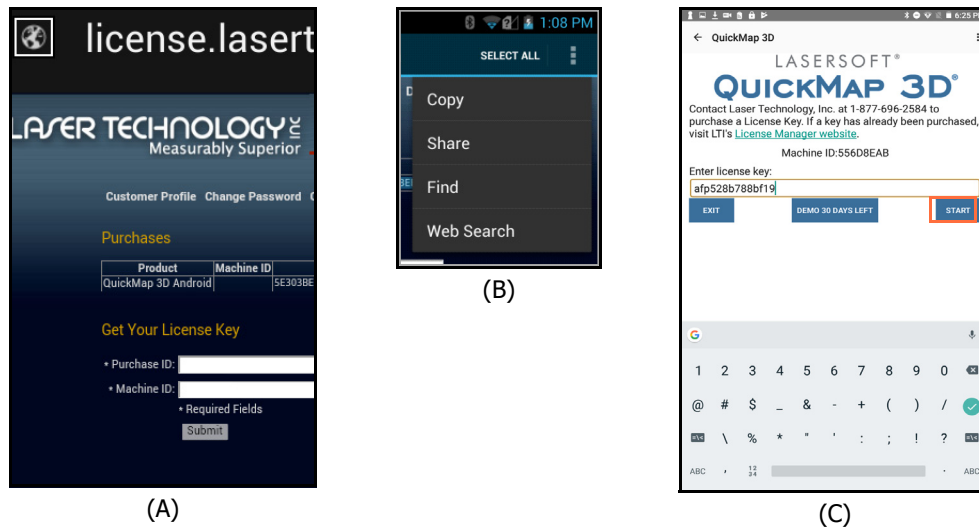 license.lasert
LASER TECHNOLOGY INC
Measurably Superior
Customer Profile Change Password
Purchases
Product Machine ID
QuickMap 3D Android 5E303BE
Get Your License Key
* Purchase ID:
* Machine ID:
* Required Fields
Submit
(A)
1:08 PM
SELECT ALL
Copy
Share
Find
Web Search
(B)
6:25 P
QuickMap 3D
LASERSOFT®
QUICKMAP 3D®
Contact Laser Technology, Inc. at 1-877-696-2584 to
purchase a License Key. If a key has already been purchased,
visit LTI's License Manager website.
Machine ID:556D8EAB
Enter license key:
afp528b788bf19
EXIT DEMO 30 DAYS LEFT START
G
1 2 3 4 5 6 7 8 9 0
@ # $ _ & - + ( ) /
=\< \ % * " ' : ; ! ? =\<
ABC , 12 34 . ABC
(C)